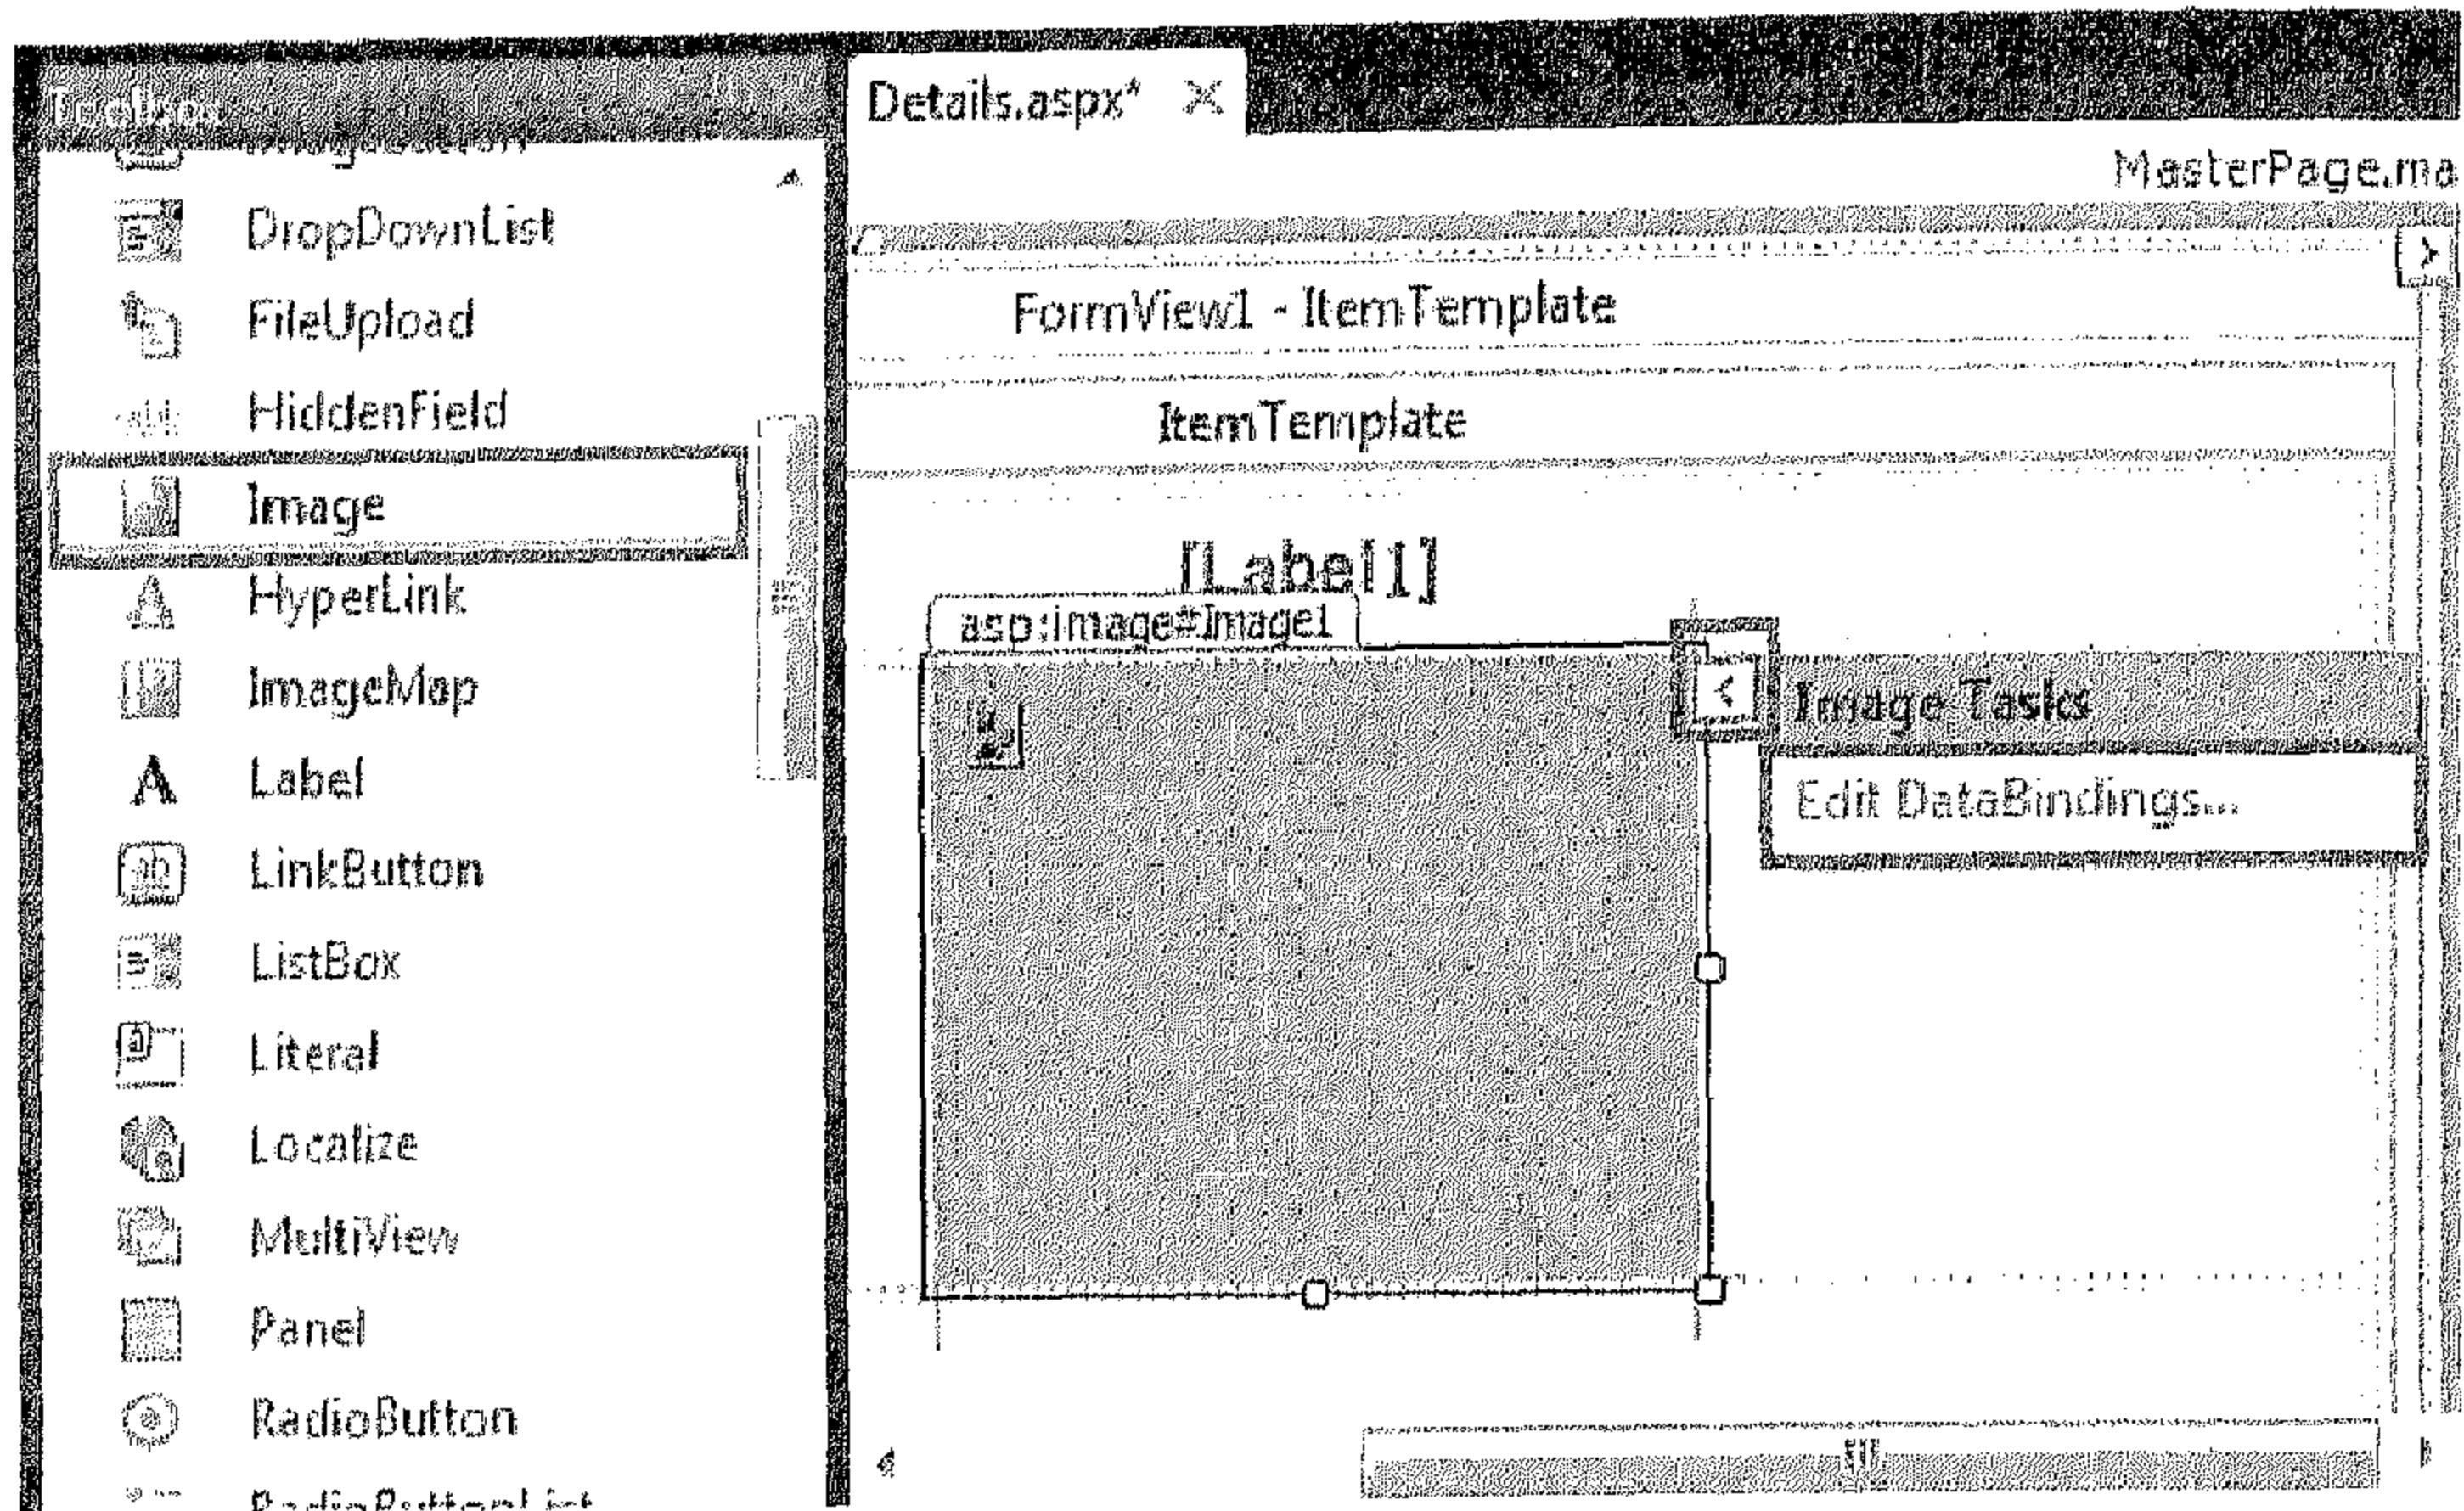 Toolbox
DropDownList
FileUpload
HiddenField
Image
HyperLink
ImageMap
Label
LinkButton
ListBox
Literal
Localize
MultiView
Panel
RadioButton
RadioButtonList
Details.aspx*
MasterPage.ma
FormView1 - ItemTemplate
ItemTemplate
[Label1]
asp:image#Image1
Image Tasks
Edit DataBindings...